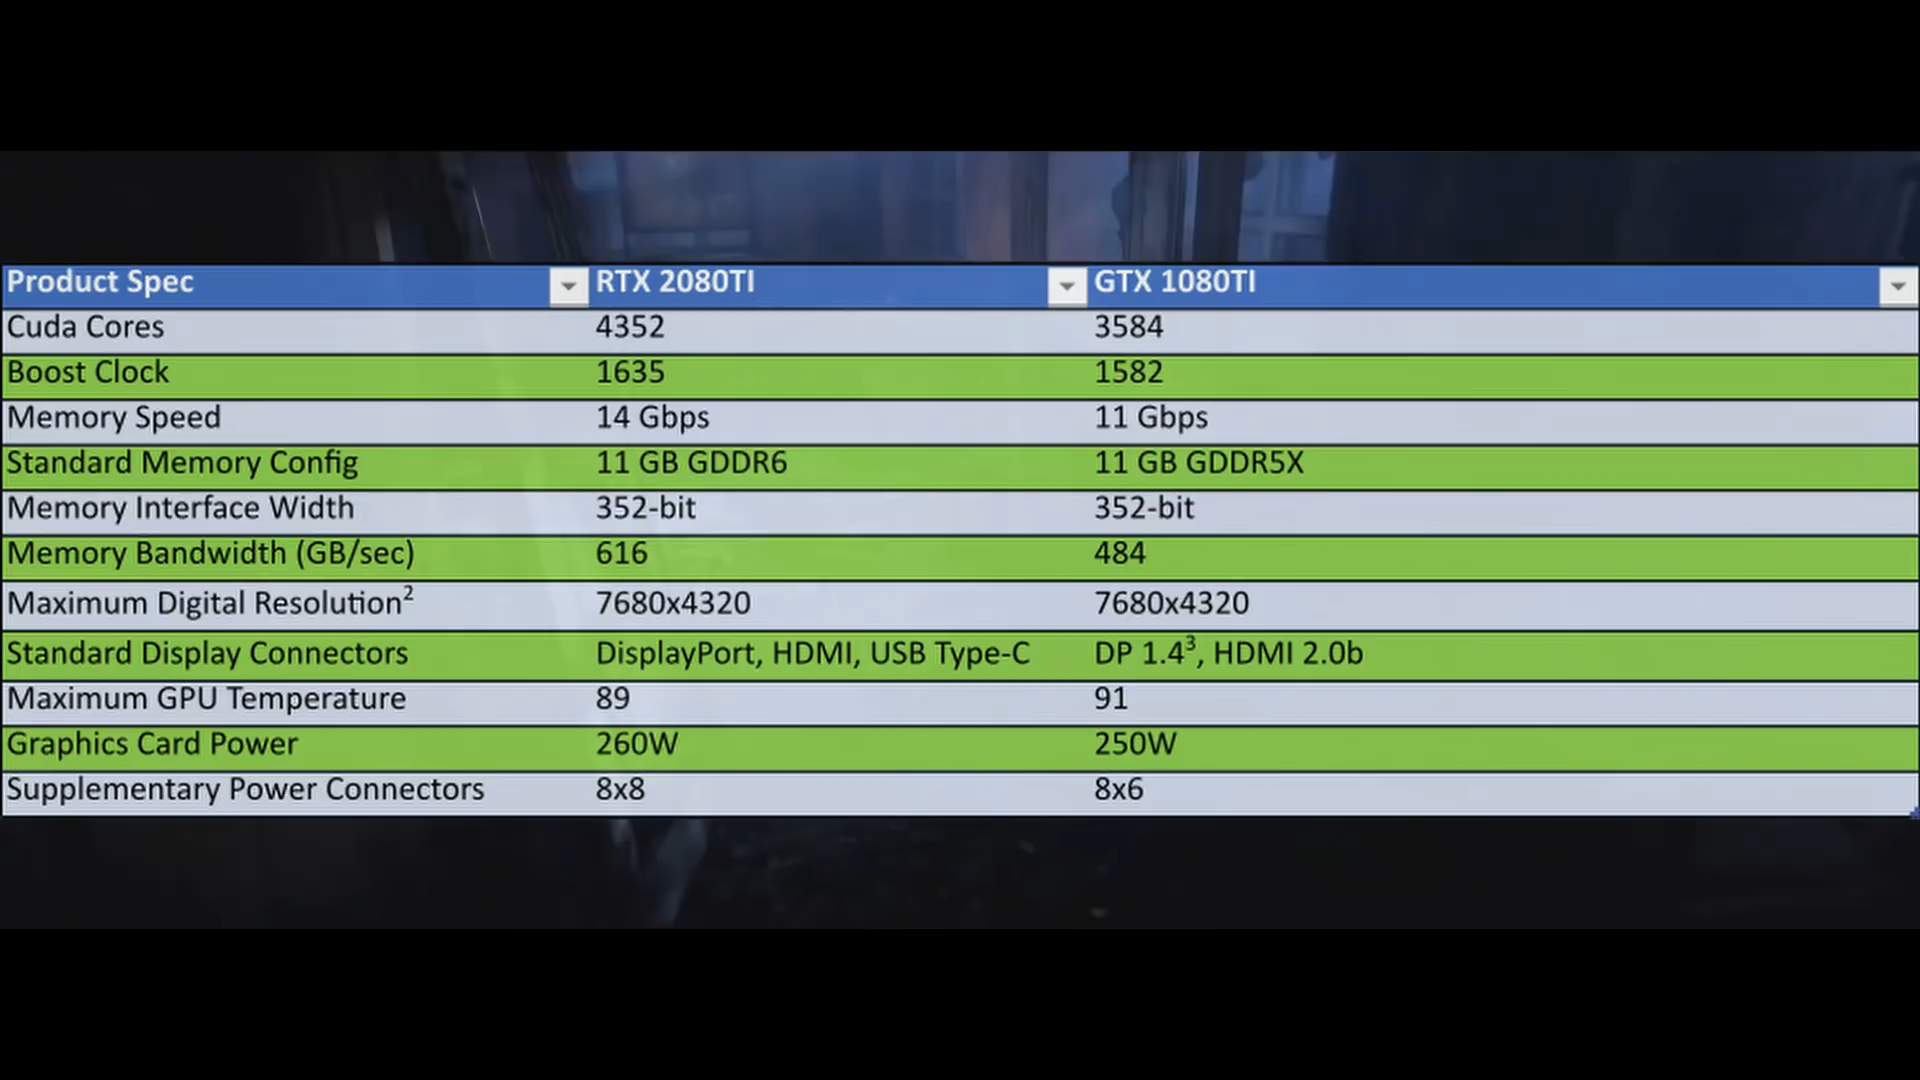 Product Spec RTX 2080TI GTX 1080TI
Cuda Cores 4352 3584
Boost Clock 1635 1582
Memory Speed 14 Gbps 11 Gbps
Standard Memory Config 11 GB GDDR6 11 GB GDDR5X
Memory Interface Width 352-bit 352-bit
Memory Bandwidth (GB/sec) 616 484
Maximum Digital Resolution² 7680x4320 7680x4320
Standard Display Connectors DisplayPort, HDMI, USB Type-C DP 1.4³, HDMI 2.0b
Maximum GPU Temperature 89 91
Graphics Card Power 260W 250W
Supplementary Power Connectors 8x8 8x6